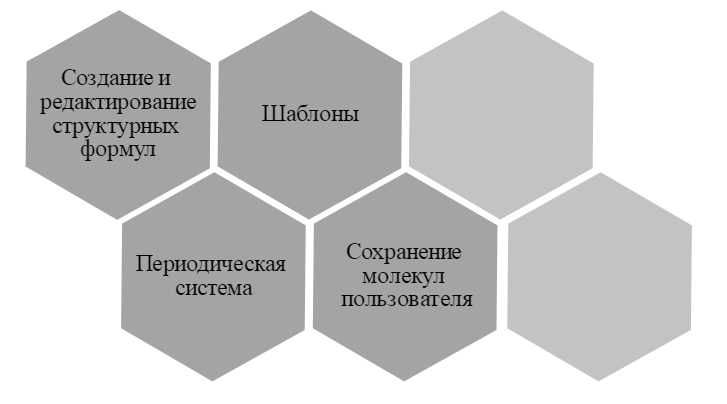 Создание и
редактирование
структурных
формул
Шаблоны
Периодическая
система
Сохранение
молекул
пользователя